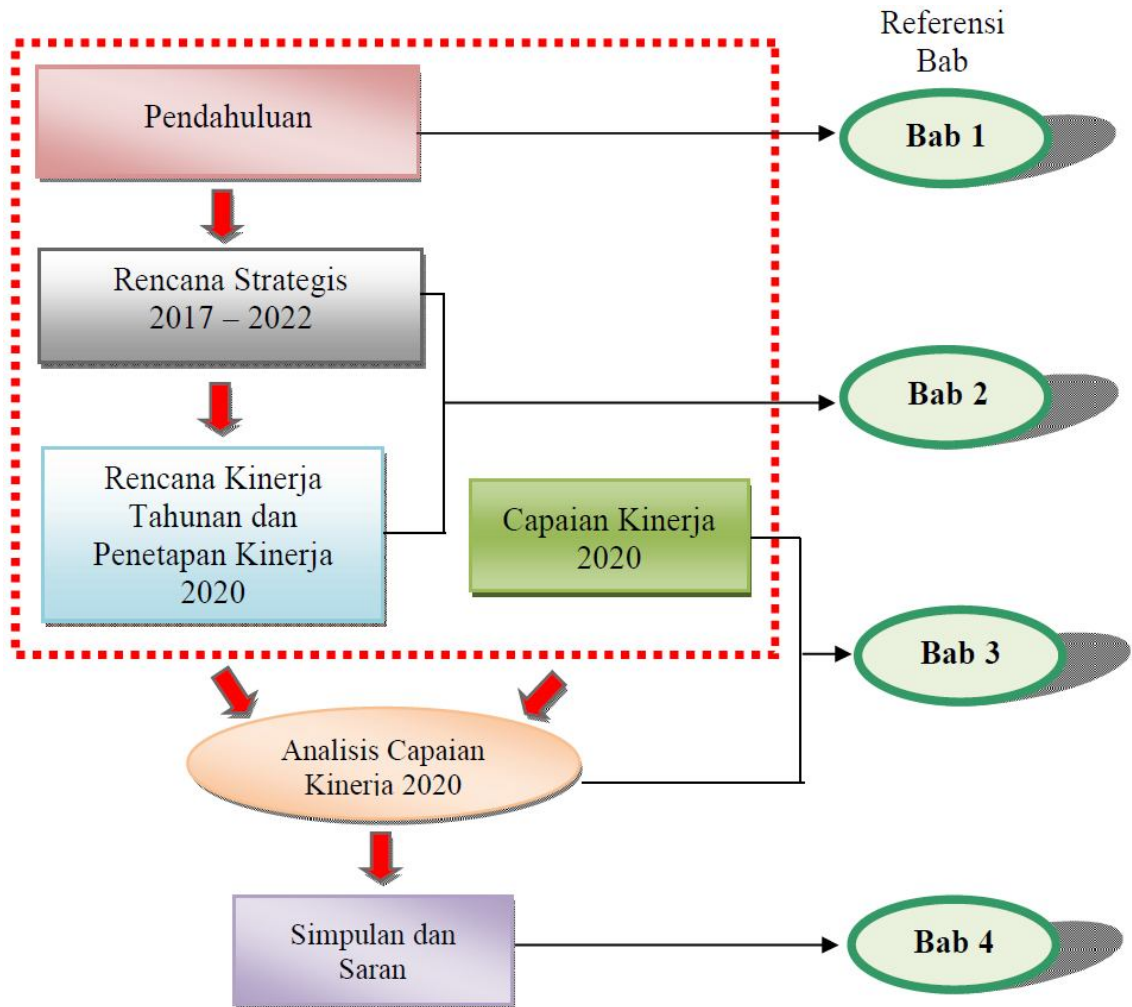 Referensi
Bab
Pendahuluan
Bab 1
Rencana Strategis
2017 – 2022
Bab 2
Rencana Kinerja
Tahunan dan
Penetapan Kinerja
2020
Capaian Kinerja
2020
Bab 3
Analisis Capaian
Kinerja 2020
Simpulan dan
Saran
Bab 4